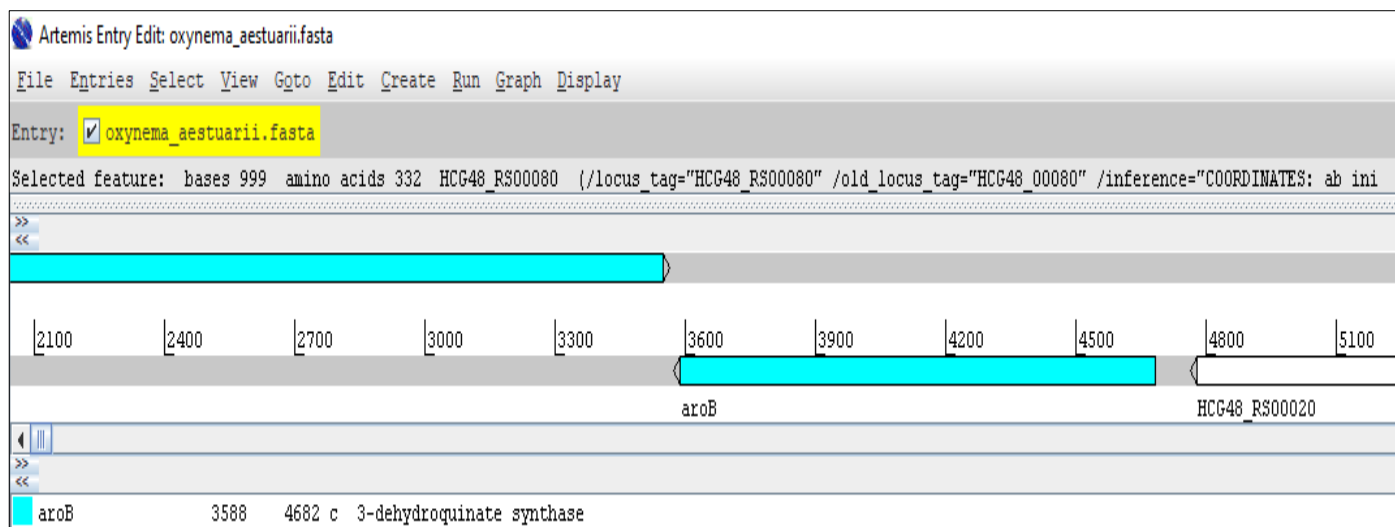 Artemis Entry Edit: oxynema_aestuarii.fasta
File Entries Select View Goto Edit Create Run Graph Display
Entry: oxynema_aestuarii.fasta
Selected feature: bases 999 amino acids 332 HCG48_RS00080 (/locus_tag="HCG48_RS00080" /old_locus_tag="HCG48_00080" /inference="COORDINATES: ab ini
>>
<<
2100 2400 2700 3000 3300 3600 3900 4200 4500 4800 5100
aroB HCG48_RS00020
>>
<<
aroB 3588 4682 c 3-dehydroquinate synthase